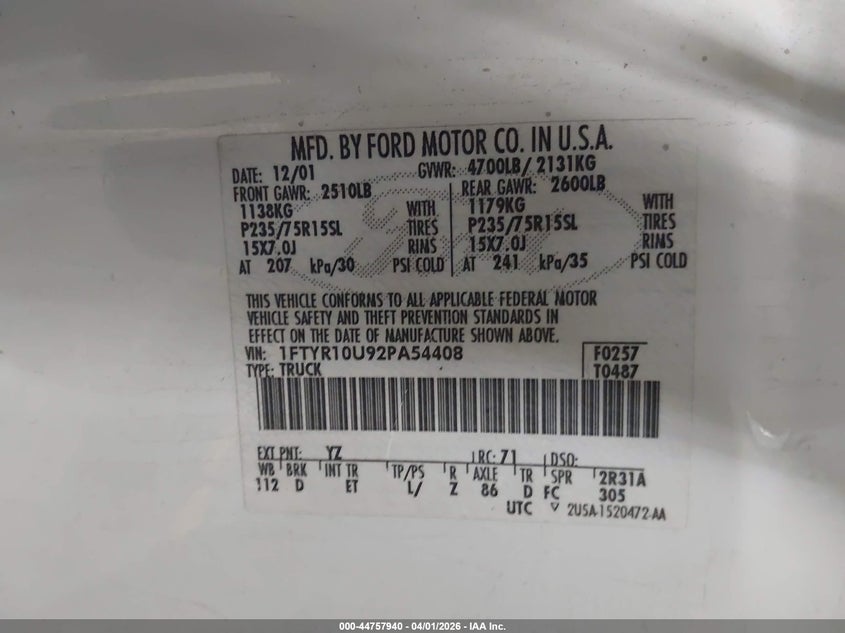 MFD. BY FORD MOTOR CO. IN U.S.A.
DATE: 12/01 GVWR: 4700LB/ 2131KG
FRONT GAWR: 2510LB REAR GAWR: 2600LB
1138KG WITH 1179KG WITH
P235/75R15SL TIRES P235/75R15SL TIRES
15X7.0J RIMS 15X7.0J RIMS
AT 207 kPa/30 PSI COLD AT 241 kPa/35 PSI COLD
THIS VEHICLE CONFORMS TO ALL APPLICABLE FEDERAL MOTOR
VEHICLE SAFETY AND THEFT PREVENTION STANDARDS IN
EFFECT ON THE DATE OF MANUFACTURE SHOWN ABOVE.
VIN: 1FTYR10U92PA54408 F0257
TYPE: TRUCK T0487
EXT PNT: YZ RC: 71 DSO:
WB BRK INT TR TP/PS R AXLE TR SPR 2R31A
112 D ET L/ Z 86 D FC 305
UTC ▽ 2U5A-1520472-AA
000-44757940 - 04/01/2026 - IAA Inc.